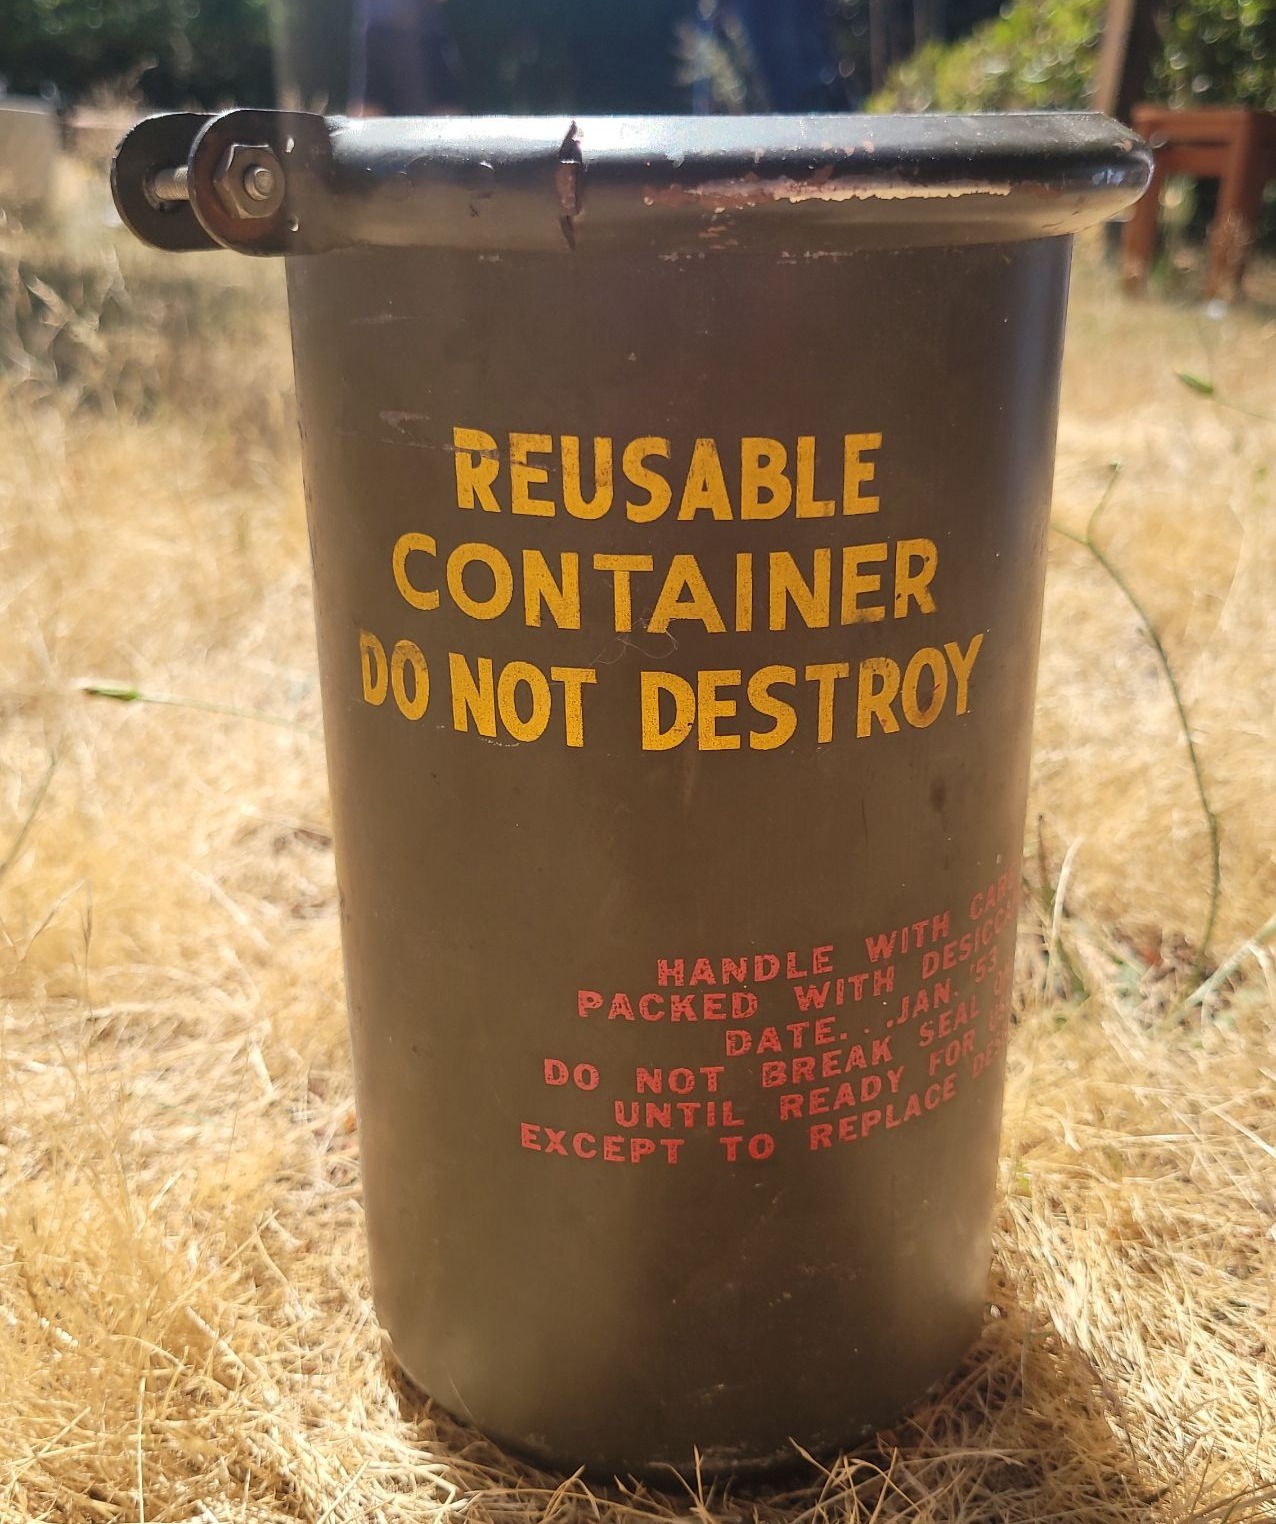 REUSABLE
CONTAINER
DO NOT DESTROY
HANDLE WITH CARE
PACKED WITH
DATE...JAN. '53
DO NOT BREAK SEAL
UNTIL READY FOR
EXCEPT TO REPLACE